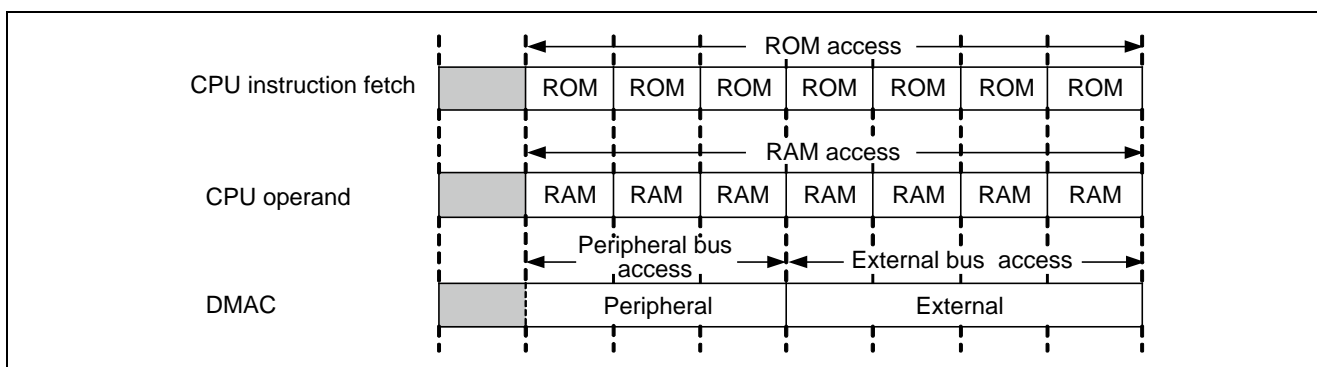 ROM access
CPU instruction fetch ROM ROM ROM ROM ROM ROM ROM
RAM access
CPU operand RAM RAM RAM RAM RAM RAM RAM
Peripheral bus
access
External bus access
DMAC Peripheral External